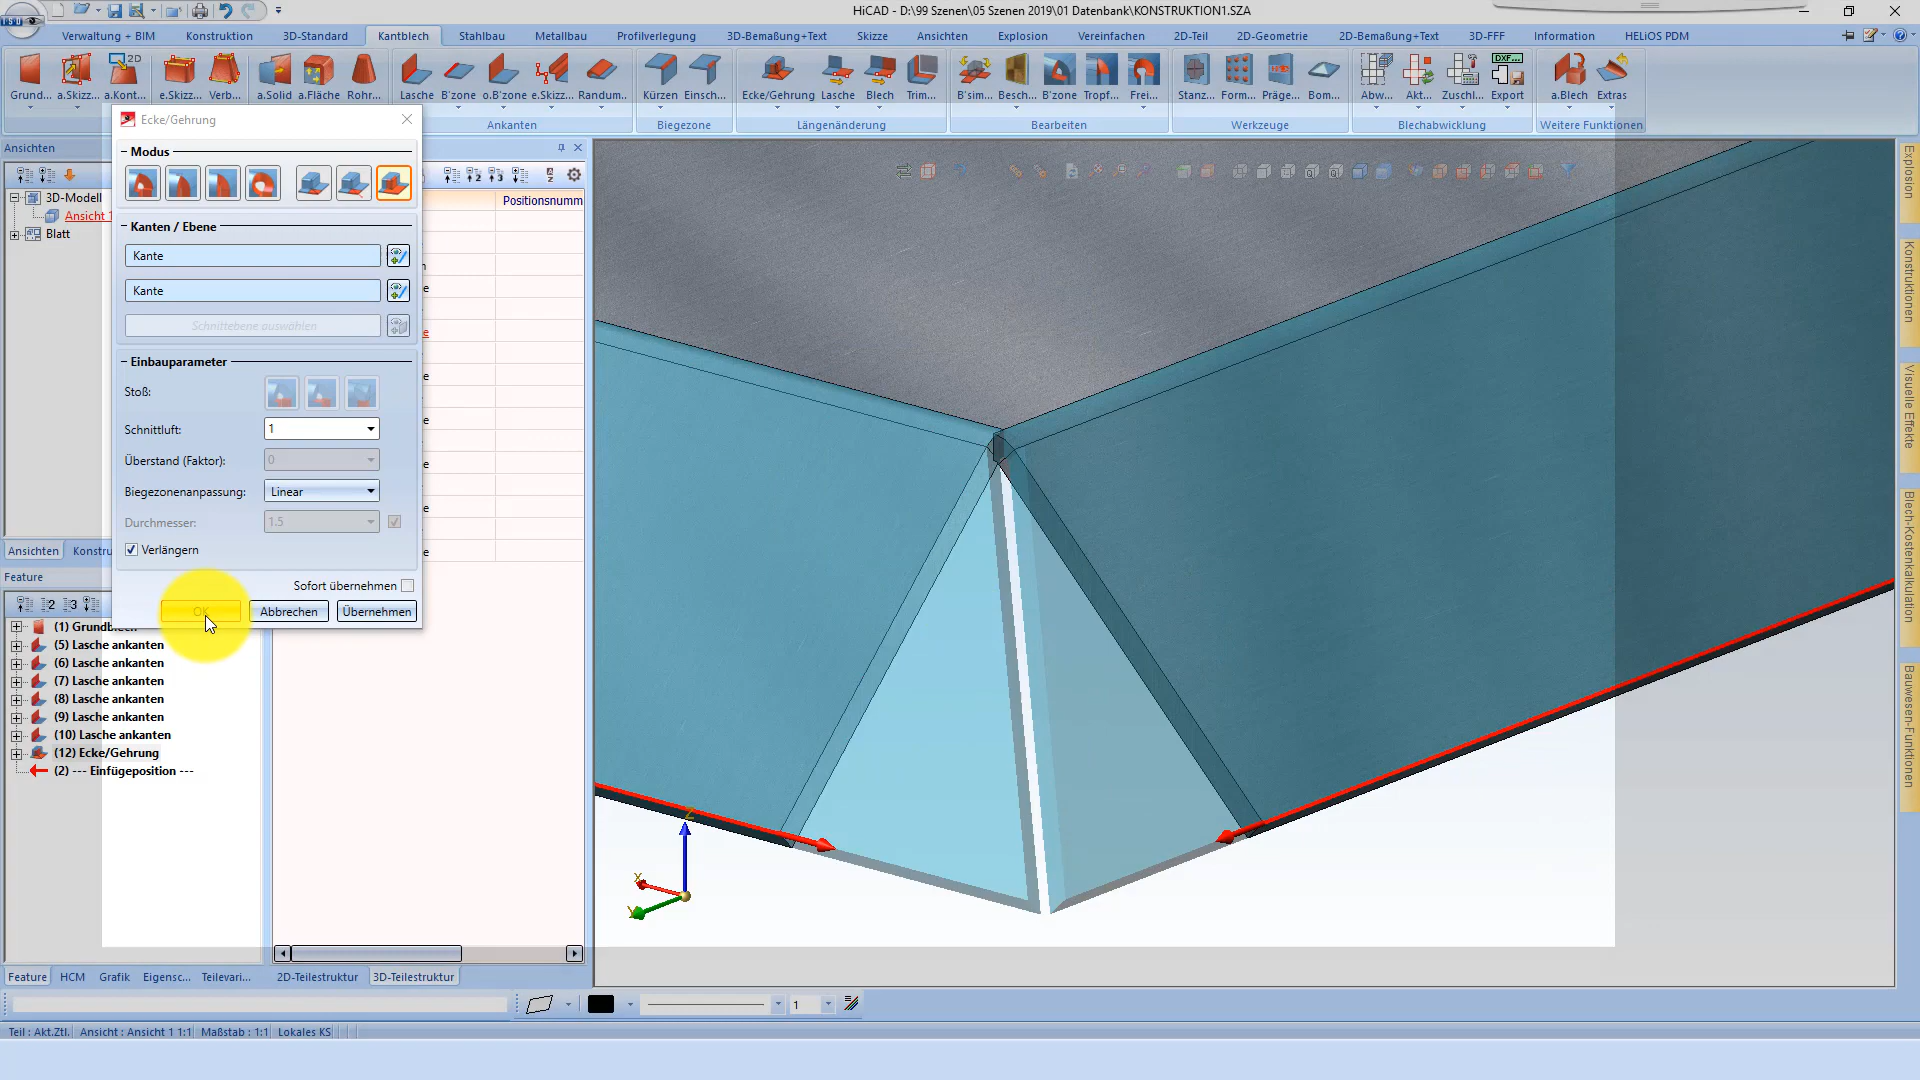 HiCAD - D:\99 Szenen\05 Szenen 2019\01 Datenbank\KONSTRUKTION1.SZA
Verwaltung + BIM Konstruktion 3D-Standard Kantblech Stahlbau Metallbau Profilverlegung 3D-Bemaßung+Text Skizze Ansichten Explosion Vereinfachen 2D-Teil 2D-Geometrie 2D-Bemaßung+Text 3D-FFF Information HELiOS PDM
Grund... a.Skizz... a.Kont... e.Skizz... Verb... a.Solid a.Fläche Rohr... Lasche B'zone o.B'zone e.Skizz... Randum... Kürzen Einsch... Ecke/Gehrung Lasche Blech Trim... B'sim... Besch... B'zone Tropf... Frei... Stanz... Form... Präge... Bom... Abw... Akt... Zuschl... Export a.Blech Extras
Ankanten Biegezone Längenänderung Bearbeiten Werkzeuge Blechabwicklung Weitere Funktionen
Ecke/Gehrung
Ansichten
Modus
3D-Modell
Ansicht 1
Blatt
Positionsnumm
Kanten / Ebene
Kante
Kante
Schnittebene auswählen
Einbauparameter
Stoß:
Schnittluft: 1
Überstand (Faktor): 0
Biegezonenanpassung: Linear
Durchmesser: 1.5
Verlängern
Sofort übernehmen
OK Abbrechen Übernehmen
Ansichten Konstru
Feature
(1) Grundblech
(5) Lasche ankanten
(6) Lasche ankanten
(7) Lasche ankanten
(8) Lasche ankanten
(9) Lasche ankanten
(10) Lasche ankanten
(12) Ecke/Gehrung
(2) --- Einfügeposition ---
Z
X
Y
Explosion
Konstruktionen
Visuelle Effekte
Blech-Kostenkalkulation
Bauwesen-Funktionen
Feature HCM Grafik Eigensc... Teilevari... 2D-Teilestruktur 3D-Teilestruktur
1
Teil : Akt.Ztl. Ansicht : Ansicht 1 1:1 Maßstab : 1:1 Lokales KS